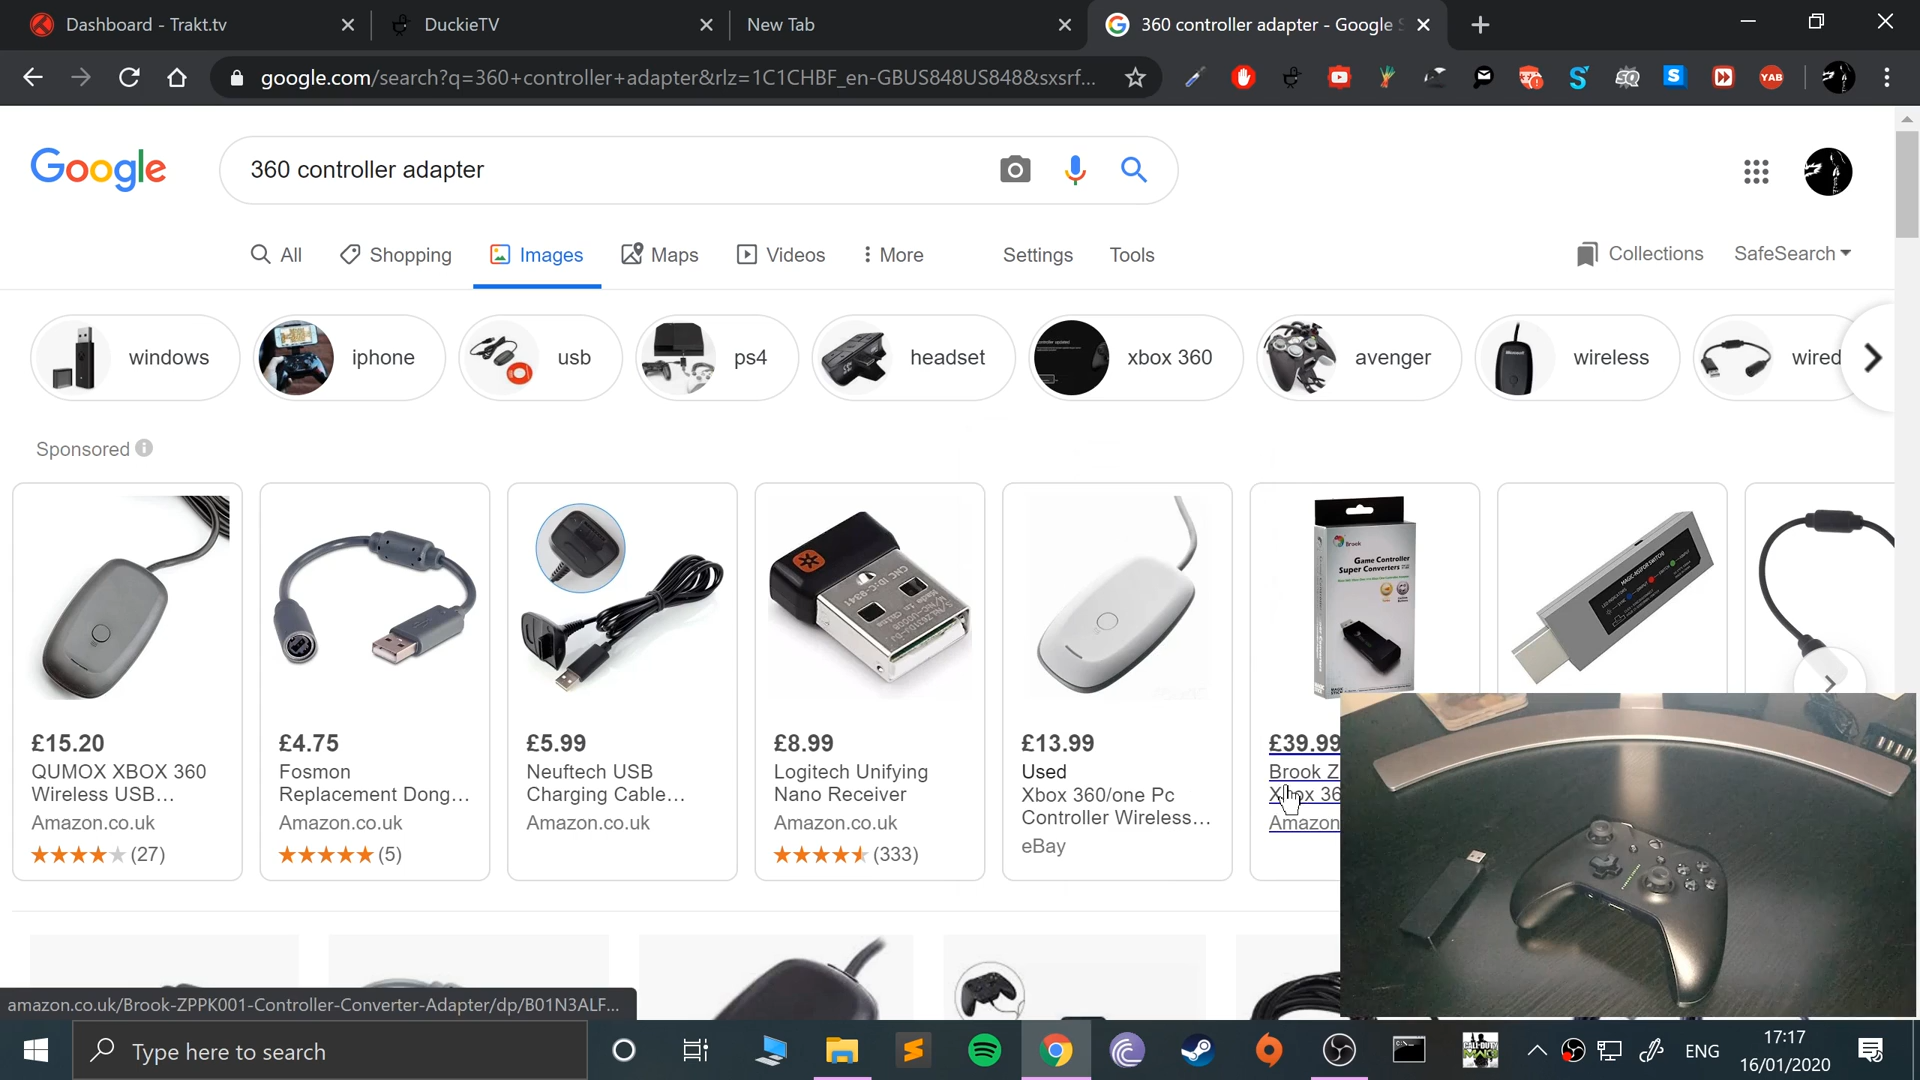 Dashboard - Trakt.tv
DuckieTV
New Tab
360 controller adapter - Google S
google.com/search?q=360+controller+adapter&rlz=1C1CHBF_en-GBUS848US848&sxsrf...
YAB
Google
360 controller adapter
All
Shopping
Images
Maps
Videos
More
Settings
Tools
Collections
SafeSearch
windows
iphone
usb
ps4
headset
xbox 360
avenger
wireless
wired
Sponsored
Brook
Game Controller
Super Converters
£15.20
QUMOX XBOX 360
Wireless USB...
Amazon.co.uk
(27)
£4.75
Fosmon
Replacement Dong...
Amazon.co.uk
(5)
£5.99
Neuftech USB
Charging Cable...
Amazon.co.uk
£8.99
Logitech Unifying
Nano Receiver
Amazon.co.uk
(333)
£13.99
Used
Xbox 360/one Pc
Controller Wireless...
eBay
£39.99
Brook Z
Xbox 36
Amazon
amazon.co.uk/Brook-ZPPK001-Controller-Converter-Adapter/dp/B01N3ALF...
Type here to search
ENG
17:17
16/01/2020